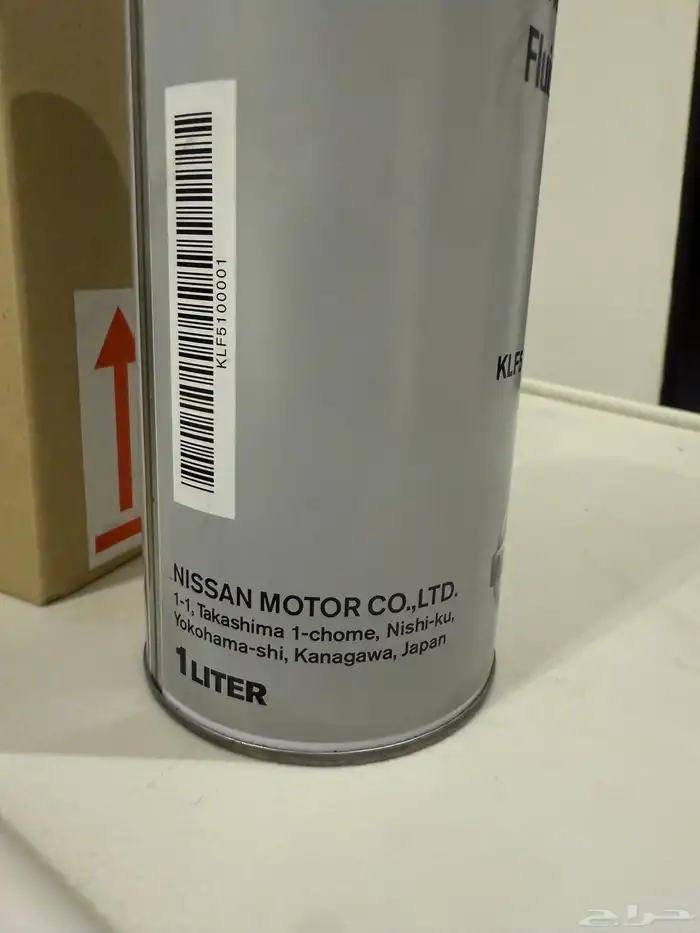 KLF5100001
NISSAN MOTOR CO.,LTD.
1-1, Takashima 1-chome, Nishi-ku,
Yokohama-shi, Kanagawa, Japan
1 LITER
حراج